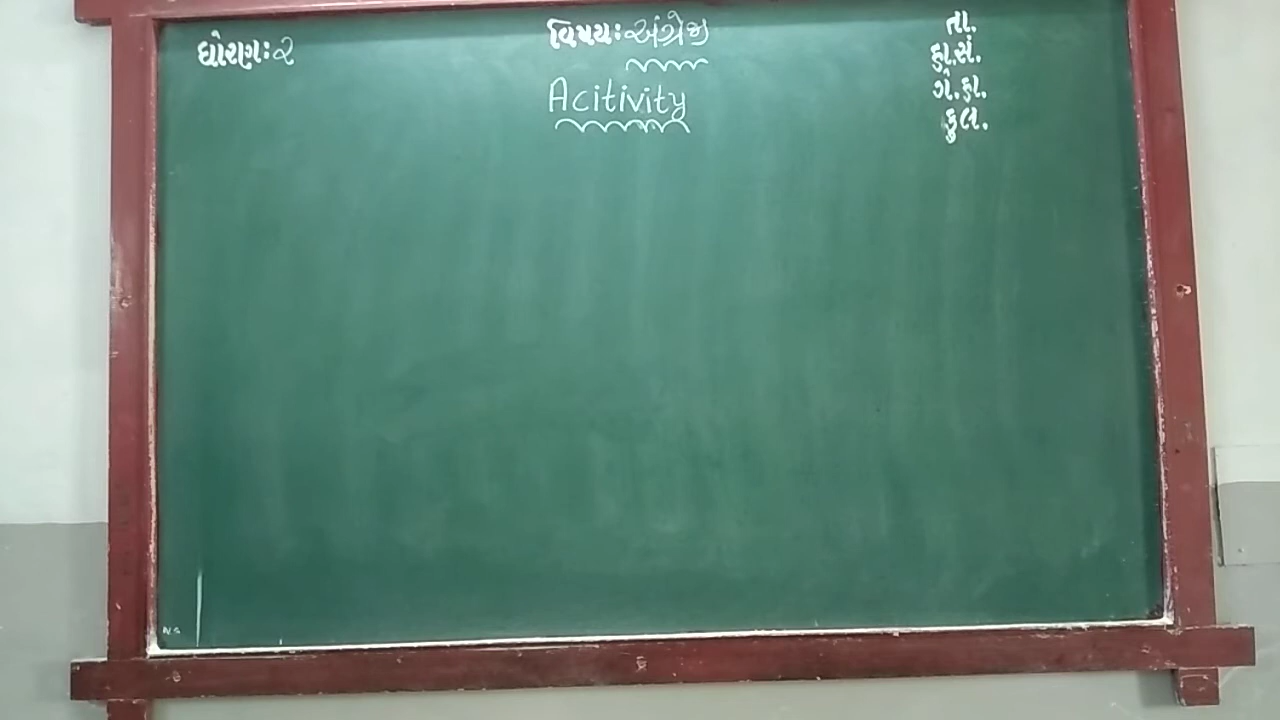 ધોરણ:૨
વિષય:અંગ્રેજી
Acitivity
તા.
હા.સં.
ગે.હા.
કુલ.
N.G